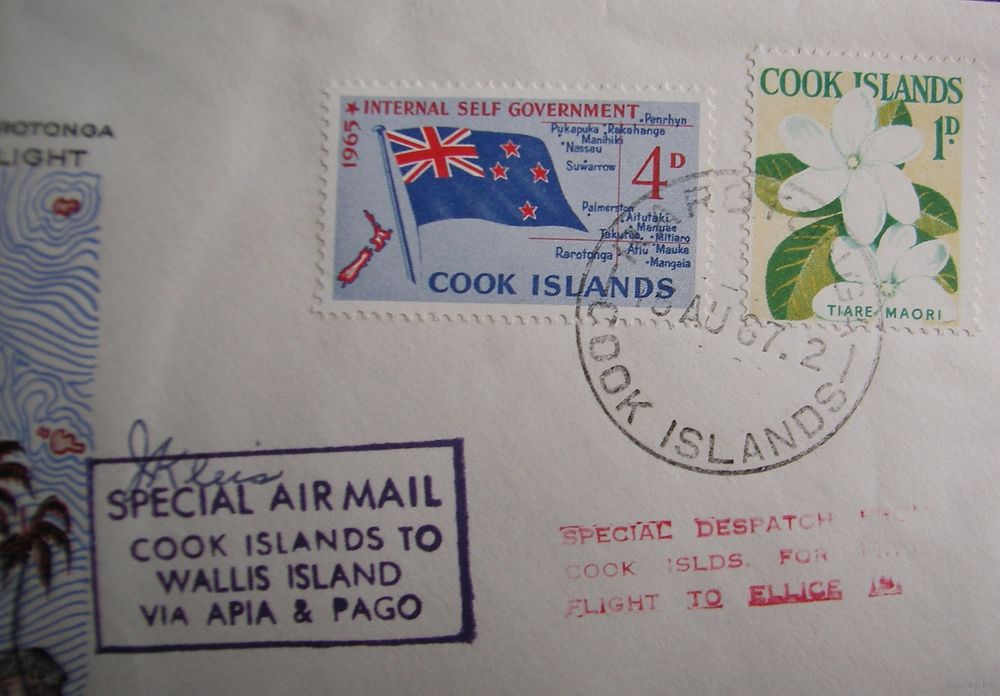 ROTONGA
LIGHT
1965
INTERNAL SELF GOVERNMENT
Penrhyn
Pukapuka Rakahanga
Manihiki
Nassau
Suwarrow
4D
Palmerston
Aitutaki
Manuae
Takutea Mitiaro
Atiu Mauke
Rarotonga
Mangaia
COOK ISLANDS
COOK ISLANDS
1D
TIARE MAORI
AU 67. 2
COOK ISLANDS
SPECIAL AIR MAIL
COOK ISLANDS TO
WALLIS ISLAND
VIA APIA & PAGO
SPECIAL DESPATCH
COOK ISLDS. FOR
FLIGHT TO ELLICE IS.